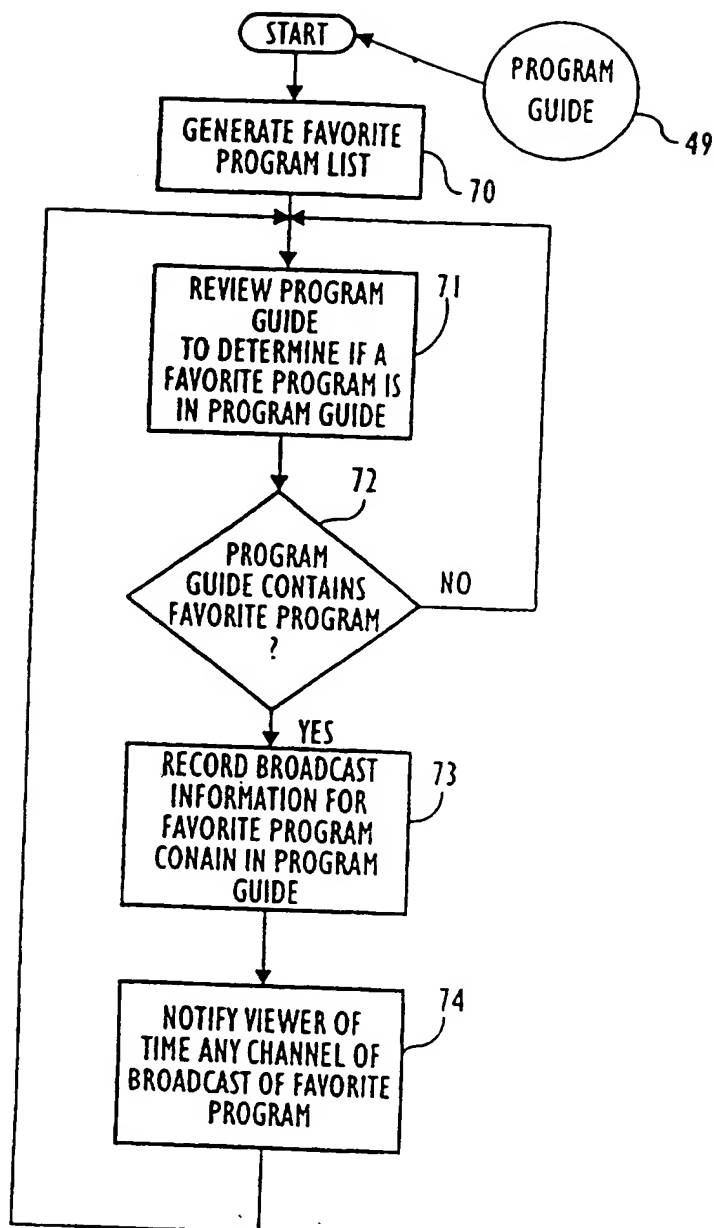 START
PROGRAM
GUIDE
49
GENERATE FAVORITE
PROGRAM LIST
70
REVIEW PROGRAM
GUIDE
TO DETERMINE IF A
FAVORITE PROGRAM IS
IN PROGRAM GUIDE
71
72
PROGRAM
GUIDE CONTAINS
FAVORITE PROGRAM
?
NO
YES
RECORD BROADCAST
INFORMATION FOR
FAVORITE PROGRAM
CONAIN IN PROGRAM
GUIDE
73
NOTIFY VIEWER OF
TIME ANY CHANNEL OF
BROADCAST OF FAVORITE
PROGRAM
74